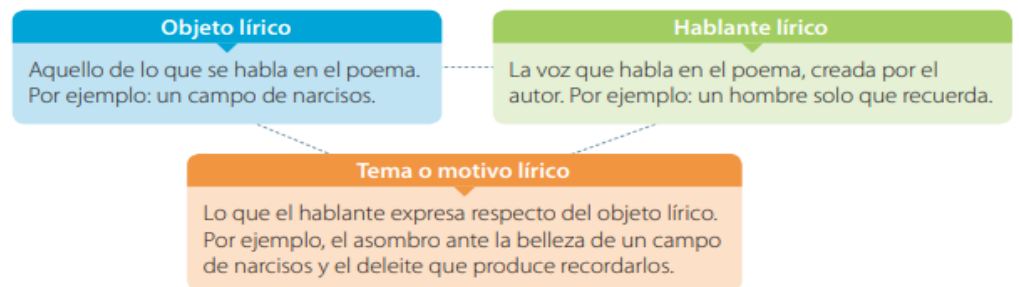 Objeto lírico
Aquello de lo que se habla en el poema.
Por ejemplo: un campo de narcisos.
Hablante lírico
La voz que habla en el poema, creada por el
autor. Por ejemplo: un hombre solo que recuerda.
Tema o motivo lírico
Lo que el hablante expresa respecto del objeto lírico.
Por ejemplo, el asombro ante la belleza de un campo
de narcisos y el deleite que produce recordarlos.